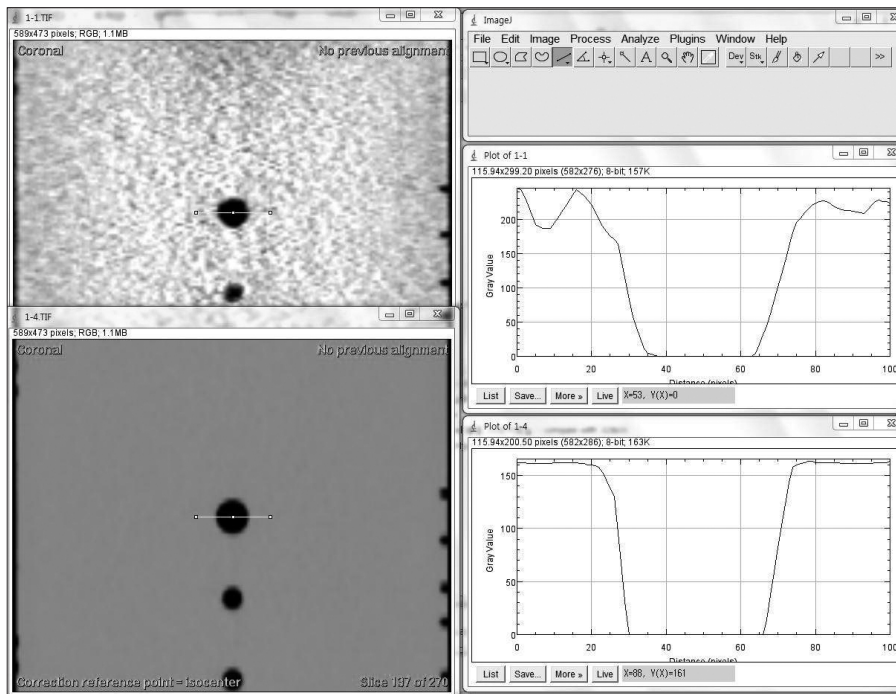 1-1.TIF
589x473 pixels; RGB; 1.1MB
Coronal No previous alignment
1-4.TIF
589x473 pixels; RGB; 1.1MB
Coronal No previous alignment
Correction reference point = isocenter Slice 137 of 270
ImageJ
File Edit Image Process Analyze Plugins Window Help
A Dev Stk >>
Plot of 1-1
115.94x299.20 pixels (582x276); 8-bit; 157K
200
150
100
50
0
Gray Value
0 20 40 60 80 100
Distance (pixels)
List Save... More » Live X=53, Y(X)=0
Plot of 1-4
115.94x200.50 pixels (582x286); 8-bit; 163K
150
100
50
0
Gray Value
0 20 40 60 80 100
Distance (pixels)
List Save... More » Live X=88, Y(X)=161